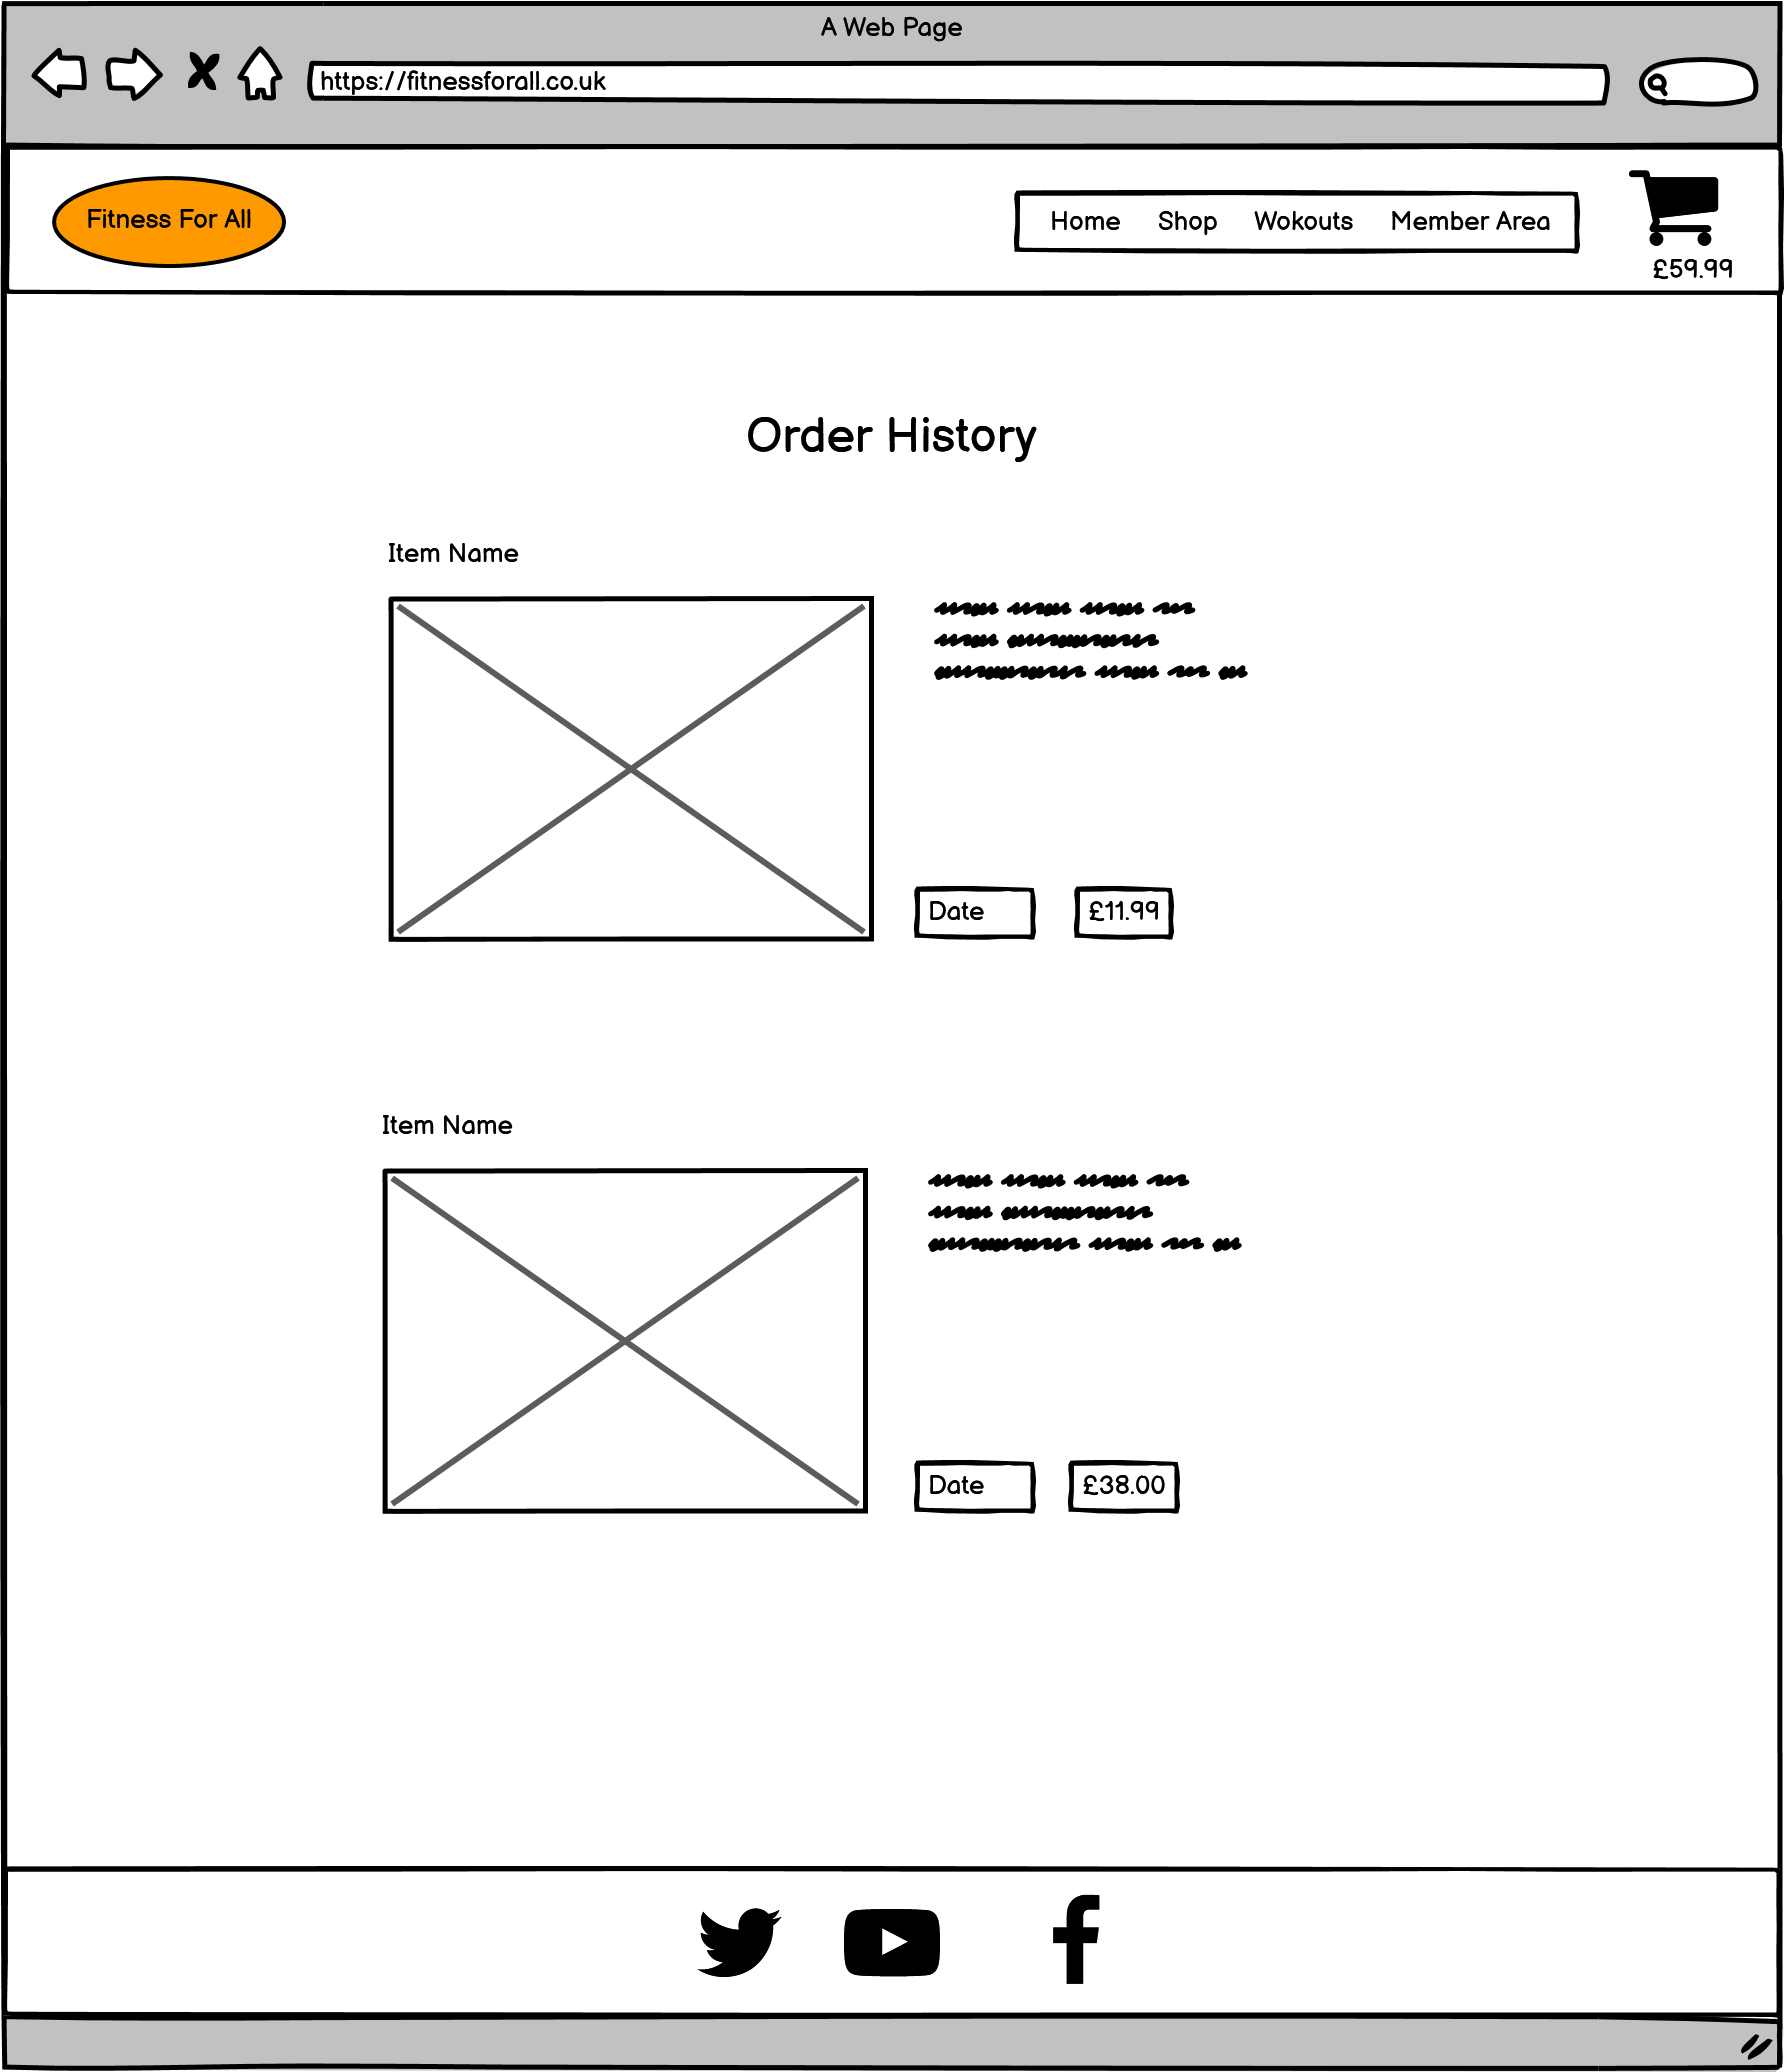 A Web Page
https://fitnessforall.co.uk
Fitness For All
Home Shop Wokouts Member Area
£59.99
Order History
Item Name
Date £11.99
Item Name
Date £38.00